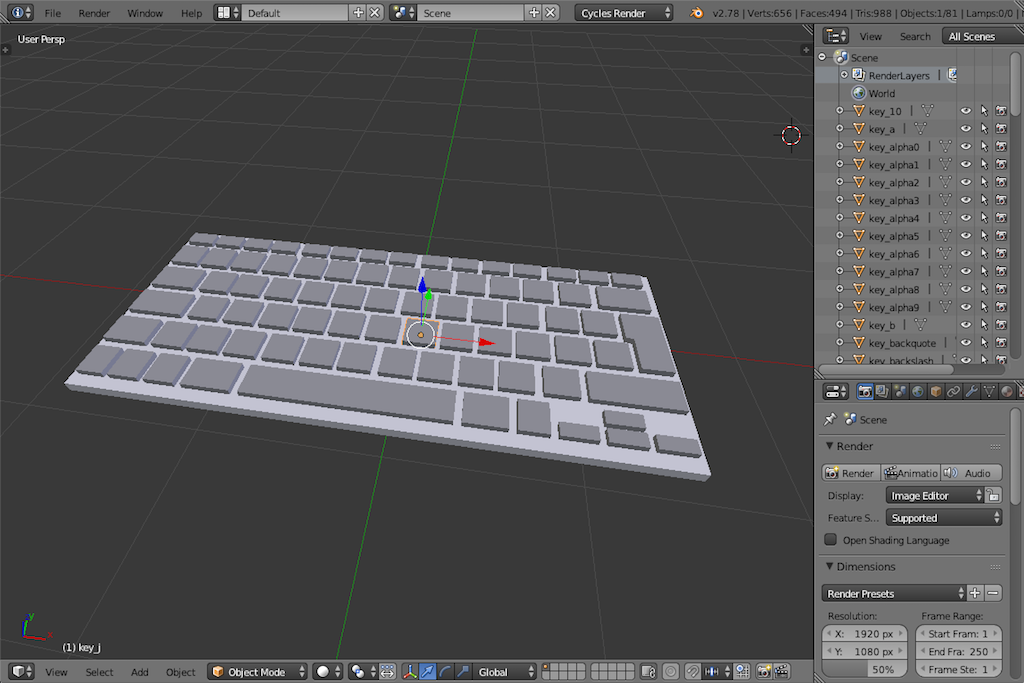 File Render Window Help Default Scene Cycles Render v2.78 | Verts:656 | Faces:494 | Tris:988 | Objects:1/81 | Lamps:0/0 |
User Persp
View Search All Scenes
Scene
RenderLayers |
World
key_10 |
key_a |
key_alpha0 |
key_alpha1 |
key_alpha2 |
key_alpha3 |
key_alpha4 |
key_alpha5 |
key_alpha6 |
key_alpha7 |
key_alpha8 |
key_alpha9 |
key_b |
key_backquote |
key_backslash |
Scene
Render
Render Animatio Audio
Display: Image Editor
Feature S... Supported
Open Shading Language
Dimensions
Render Presets
Resolution: Frame Range:
X: 1920 px Start Fram: 1
Y: 1080 px End Fra: 250
50% Frame Ste: 1
y
x
(1) key_j
View Select Add Object Object Mode Global